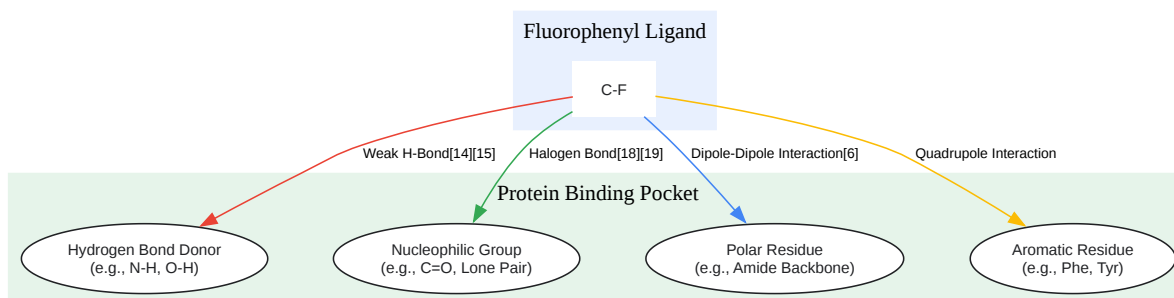 Fluorophenyl Ligand
C-F
Weak H-Bond[14][15]
Halogen Bond[18][19]
Dipole-Dipole Interaction[6]
Quadrupole Interaction
Protein Binding Pocket
Hydrogen Bond Donor
(e.g., N-H, O-H)
Nucleophilic Group
(e.g., C=O, Lone Pair)
Polar Residue
(e.g., Amide Backbone)
Aromatic Residue
(e.g., Phe, Tyr)